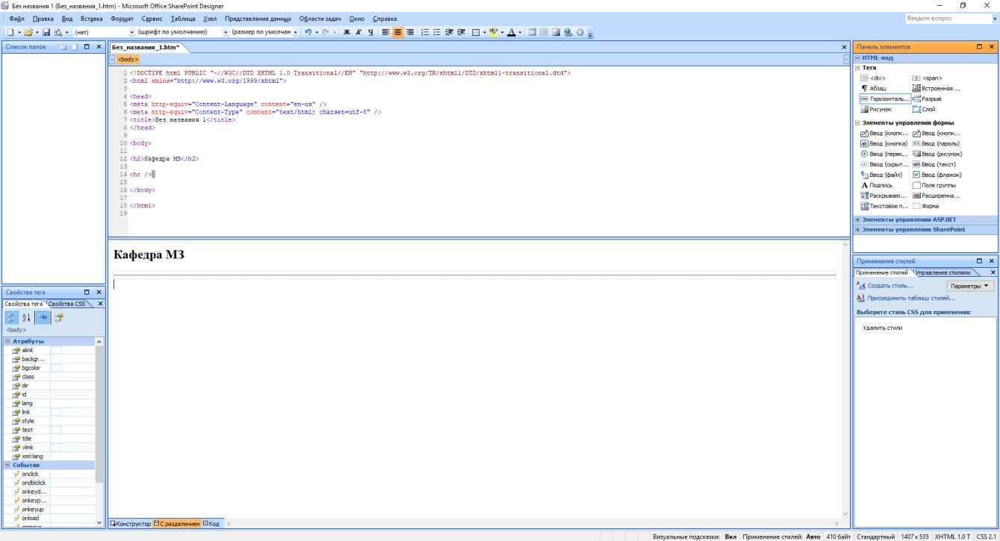 Без названия 1 (Без_названия_1.htm) - Microsoft Office SharePoint Designer
Файл Правка Вид Вставка Формат Сервис Таблица Узел Представление данных Области задач Окно Справка
Введите вопрос
(нет) (шрифт по умолчанию) (размер по умолчан Ж К Ч
Список папок
Без_названия_1.htm*
<body>
1 <!DOCTYPE html PUBLIC "-//W3C//DTD XHTML 1.0 Transitional//EN" "http://www.w3.org/TR/xhtml1/DTD/xhtml1-transitional.dtd">
2 <html xmlns="http://www.w3.org/1999/xhtml">
3
4 <head>
5 <meta http-equiv="Content-Language" content="en-us" />
6 <meta http-equiv="Content-Type" content="text/html; charset=utf-8" />
7 <title>Без названия 1</title>
8 </head>
9
10 <body>
11
12 <h2>Кафедра МЗ</h2>
13
14 <hr />
15
16 </body>
17
18 </html>
19
Кафедра МЗ
Конструктор С разделением Код
Свойства тега
Свойства тега Свойства CSS
<body>
Атрибуты
alink
backgr...
bgcolor
class
dir
id
lang
link
style
text
title
vlink
xml:lang
События
onclick
ondblclick
onkeyd...
onkeyp...
onkeyup
onload
Панель элементов
HTML-код
Теги
<div> <span>
Абзац Встроенная ...
Горизонталь... Разрыв
Рисунок Слой
Элементы управления формы
Ввод (кнопк... Ввод (кнопк...
Ввод (кнопка) Ввод (пароль)
Ввод (перек... Ввод (рисунок)
Ввод (скрыт... Ввод (текст)
Ввод (файл) Ввод (флажок)
Подпись Поле группы
Раскрываю... Расширенна...
Текстовое п... Форма
Элементы управления ASP.NET
Элементы управления SharePoint
Применение стилей
Применение стилей Управление стилями
Создать стиль... Параметры
Присоединить таблицу стилей...
Выберите стиль CSS для применения:
Удалить стили
Визуальные подсказки: Вкл Применение стилей: Авто 410 байт Стандартный 1407 x 535 XHTML 1.0 T CSS 2.1